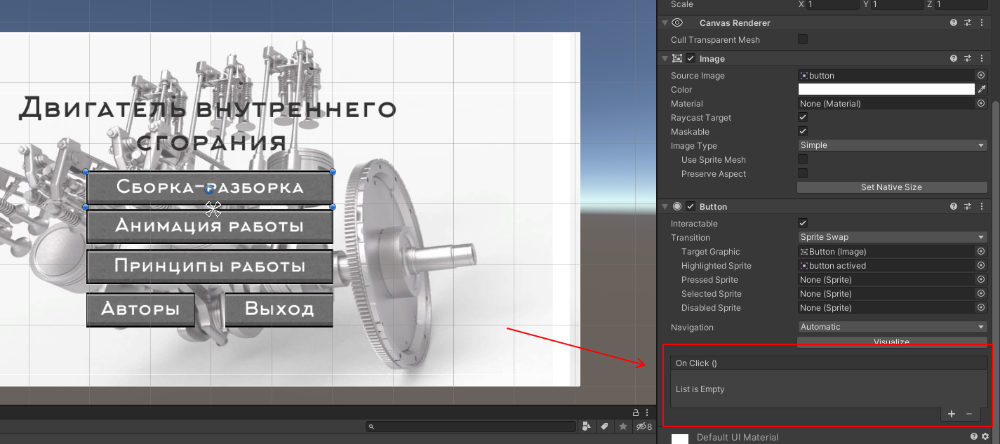 Scale X 1 Y 1 Z 1
Canvas Renderer
Cull Transparent Mesh
Image
Source Image button
Color
Material None (Material)
Raycast Target
Maskable
Image Type Simple
Use Sprite Mesh
Preserve Aspect
Set Native Size
Button
Interactable
Transition Sprite Swap
Target Graphic Button (Image)
Highlighted Sprite button actived
Pressed Sprite None (Sprite)
Selected Sprite None (Sprite)
Disabled Sprite None (Sprite)
Navigation Automatic
Visualize
On Click ()
List is Empty
+ −
Default UI Material
Двигатель внутреннего
сгорания
Сборка-разборка
Анимация работы
Принципы работы
Авторы Выход
8